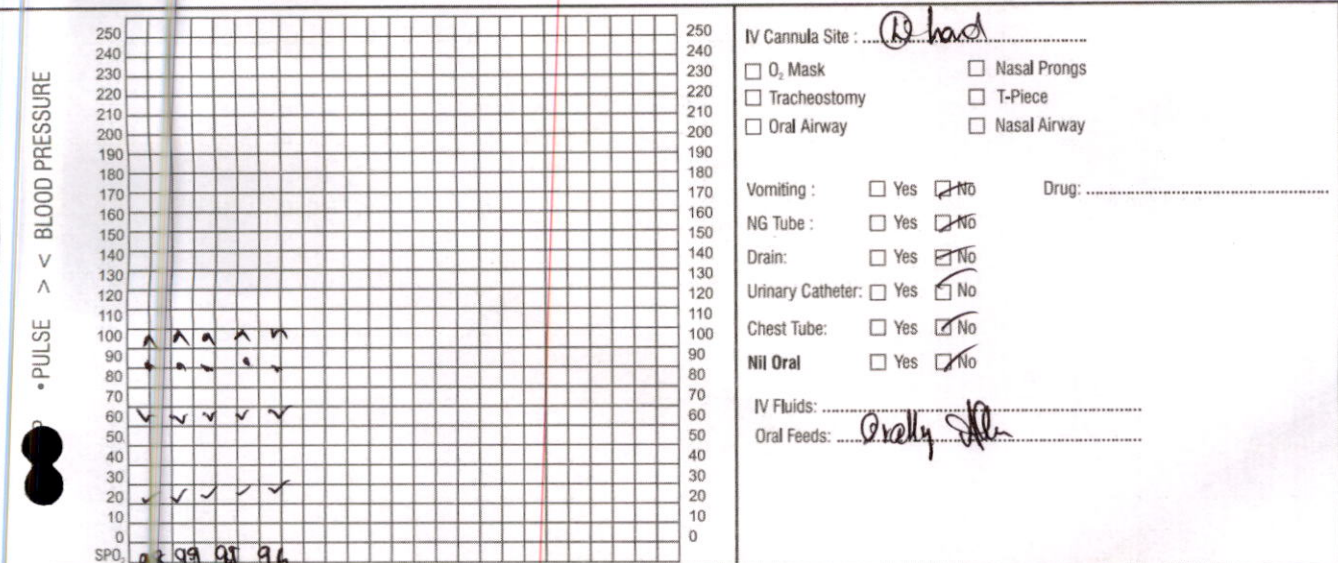 • PULSE > < BLOOD PRESSURE
250 250
240 240
230 230
220 220
210 210
200 200
190 190
180 180
170 170
160 160
150 150
140 140
130 130
120 120
110 110
100 100
90 90
80 80
70 70
60 60
50 50
40 40
30 30
20 20
10 10
0 0
SPO₂ 99 98 96
IV Cannula Site : hand
O₂ Mask Nasal Prongs
Tracheostomy T-Piece
Oral Airway Nasal Airway
Vomiting : Yes No Drug:
NG Tube : Yes No
Drain: Yes No
Urinary Catheter: Yes No
Chest Tube: Yes No
Nil Oral Yes No
IV Fluids:
Oral Feeds: Orally